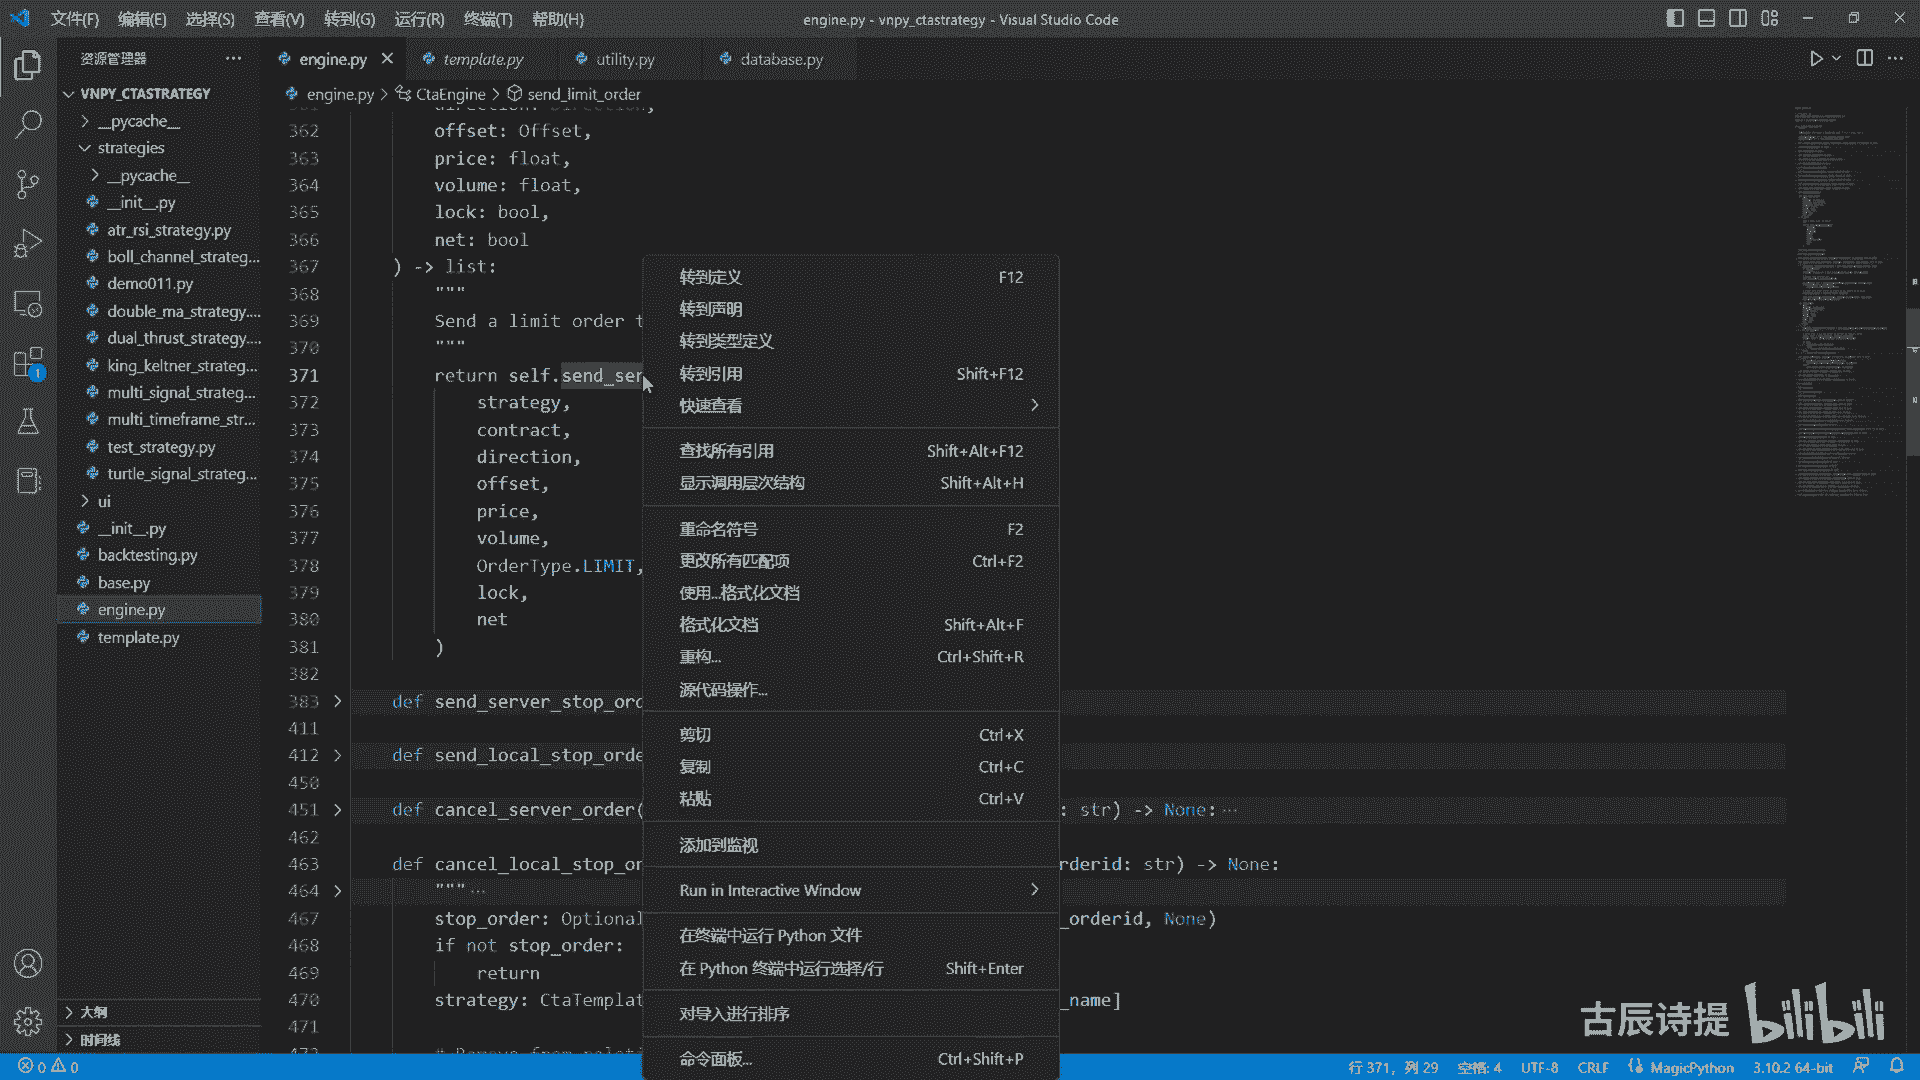 文件(F) 编辑(E) 选择(S) 查看(V) 转到(G) 运行(R) 终端(T) 帮助(H)
engine.py - vnpy_ctastrategy - Visual Studio Code
资源管理器
engine.py
template.py
utility.py
database.py
VNPY_CTASTRATEGY
engine.py > CtaEngine > send_limit_order
__pycache__
strategies
__pycache__
__init__.py
atr_rsi_strategy.py
boll_channel_strateg...
demo011.py
double_ma_strategy....
dual_thrust_strategy....
king_keltner_strateg...
multi_signal_strateg...
multi_timeframe_str...
test_strategy.py
turtle_signal_strateg...
ui
__init__.py
backtesting.py
base.py
engine.py
template.py
大纲
时间线
1
362 offset: Offset,
363 price: float,
364 volume: float,
365 lock: bool,
366 net: bool
367 ) -> list:
368 """
369 Send a limit order t
370 """
371 return self.send_ser
372 strategy,
373 contract,
374 direction,
375 offset,
376 price,
377 volume,
378 OrderType.LIMIT,
379 lock,
380 net
381 )
382
383 def send_server_stop_ord
411
412 def send_local_stop_orde
450
451 def cancel_server_order( : str) -> None:···
462
463 def cancel_local_stop_or rderid: str) -> None:
464 """···
467 stop_order: Optional _orderid, None)
468 if not stop_order:
469 return
470 strategy: CtaTemplat _name]
471
转到定义 F12
转到声明
转到类型定义
转到引用 Shift+F12
快速查看
查找所有引用 Shift+Alt+F12
显示调用层次结构 Shift+Alt+H
重命名符号 F2
更改所有匹配项 Ctrl+F2
使用...格式化文档
格式化文档 Shift+Alt+F
重构... Ctrl+Shift+R
源代码操作...
剪切 Ctrl+X
复制 Ctrl+C
粘贴 Ctrl+V
添加到监视
Run in Interactive Window
在终端中运行 Python 文件
在 Python 终端中运行选择/行 Shift+Enter
对导入进行排序
命令面板... Ctrl+Shift+P
古辰诗提 bilibili
0 0
行 371，列 29 空格: 4 UTF-8 CRLF MagicPython 3.10.2 64-bit